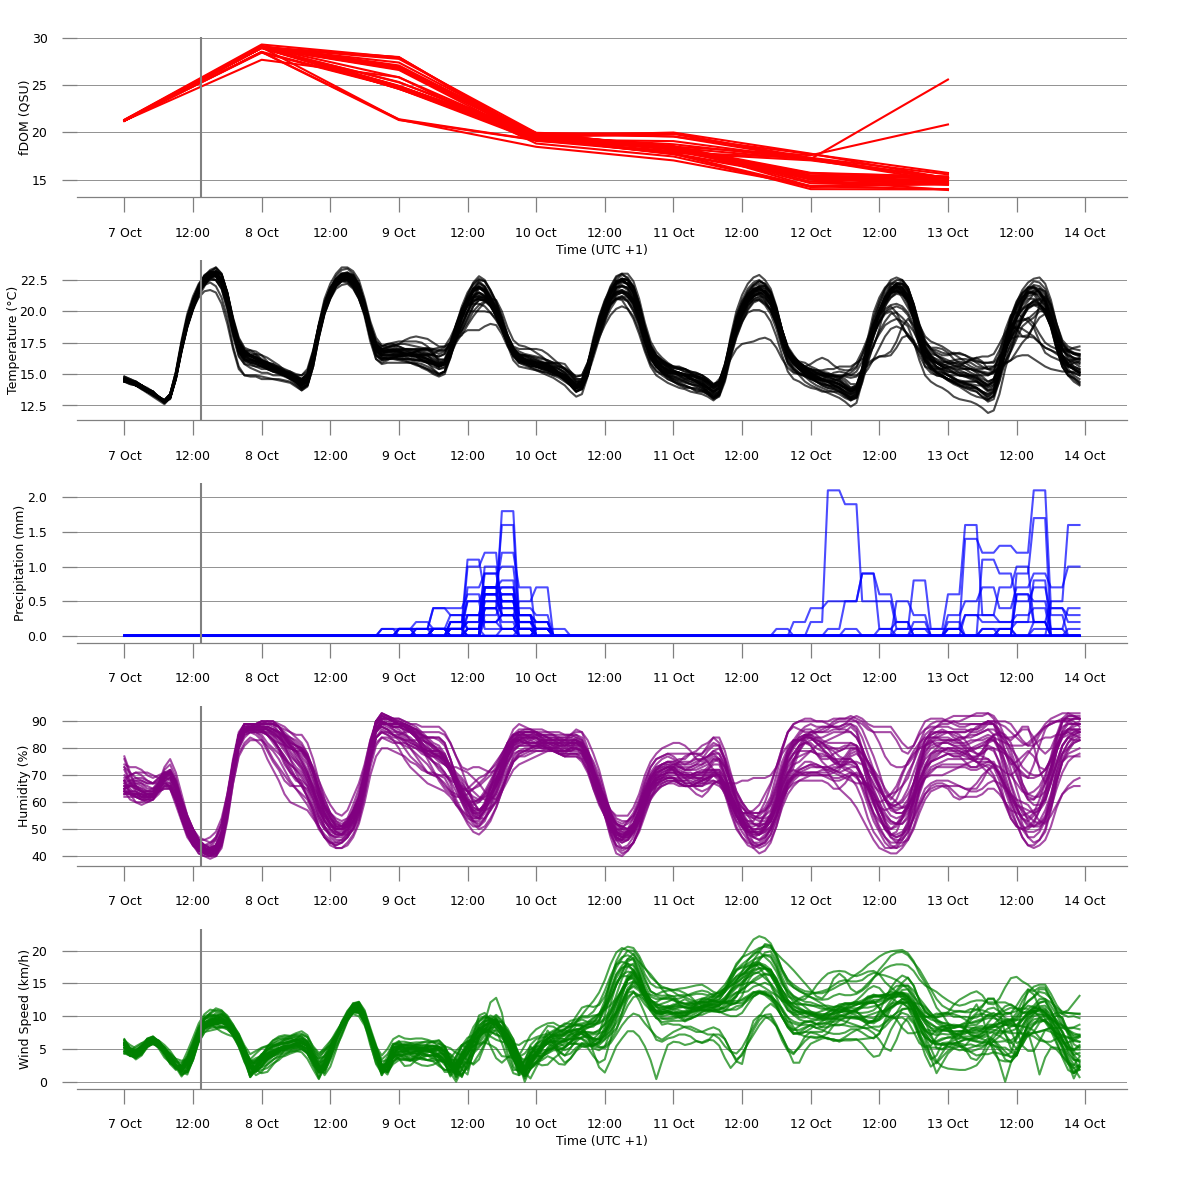 30
25
20
15
fDOM (QSU)
7 Oct 12:00 8 Oct 12:00 9 Oct 12:00 10 Oct 12:00 11 Oct 12:00 12 Oct 12:00 13 Oct 12:00 14 Oct
Time (UTC +1)
22.5
20.0
17.5
15.0
12.5
Temperature (°C)
7 Oct 12:00 8 Oct 12:00 9 Oct 12:00 10 Oct 12:00 11 Oct 12:00 12 Oct 12:00 13 Oct 12:00 14 Oct
2.0
1.5
1.0
0.5
0.0
Precipitation (mm)
7 Oct 12:00 8 Oct 12:00 9 Oct 12:00 10 Oct 12:00 11 Oct 12:00 12 Oct 12:00 13 Oct 12:00 14 Oct
90
80
70
60
50
40
Humidity (%)
7 Oct 12:00 8 Oct 12:00 9 Oct 12:00 10 Oct 12:00 11 Oct 12:00 12 Oct 12:00 13 Oct 12:00 14 Oct
20
15
10
5
0
Wind Speed (km/h)
7 Oct 12:00 8 Oct 12:00 9 Oct 12:00 10 Oct 12:00 11 Oct 12:00 12 Oct 12:00 13 Oct 12:00 14 Oct
Time (UTC +1)